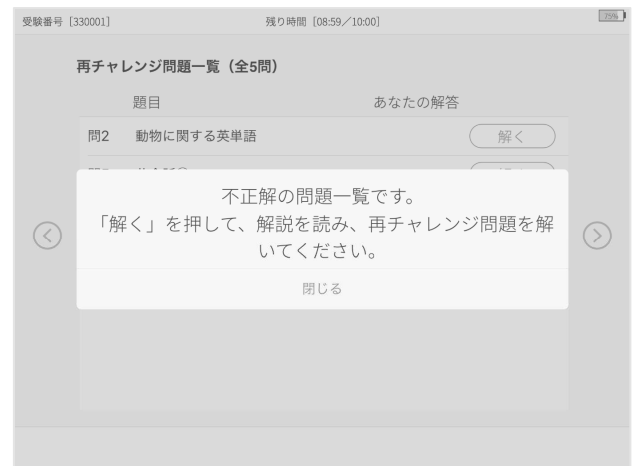 受験番号［330001］
残り時間［08:59／10:00］
75%
再チャレンジ問題一覧（全5問）
題目
あなたの解答
問2
動物に関する英単語
解く
不正解の問題一覧です。
「解く」を押して、解説を読み、再チャレンジ問題を解
いてください。
閉じる